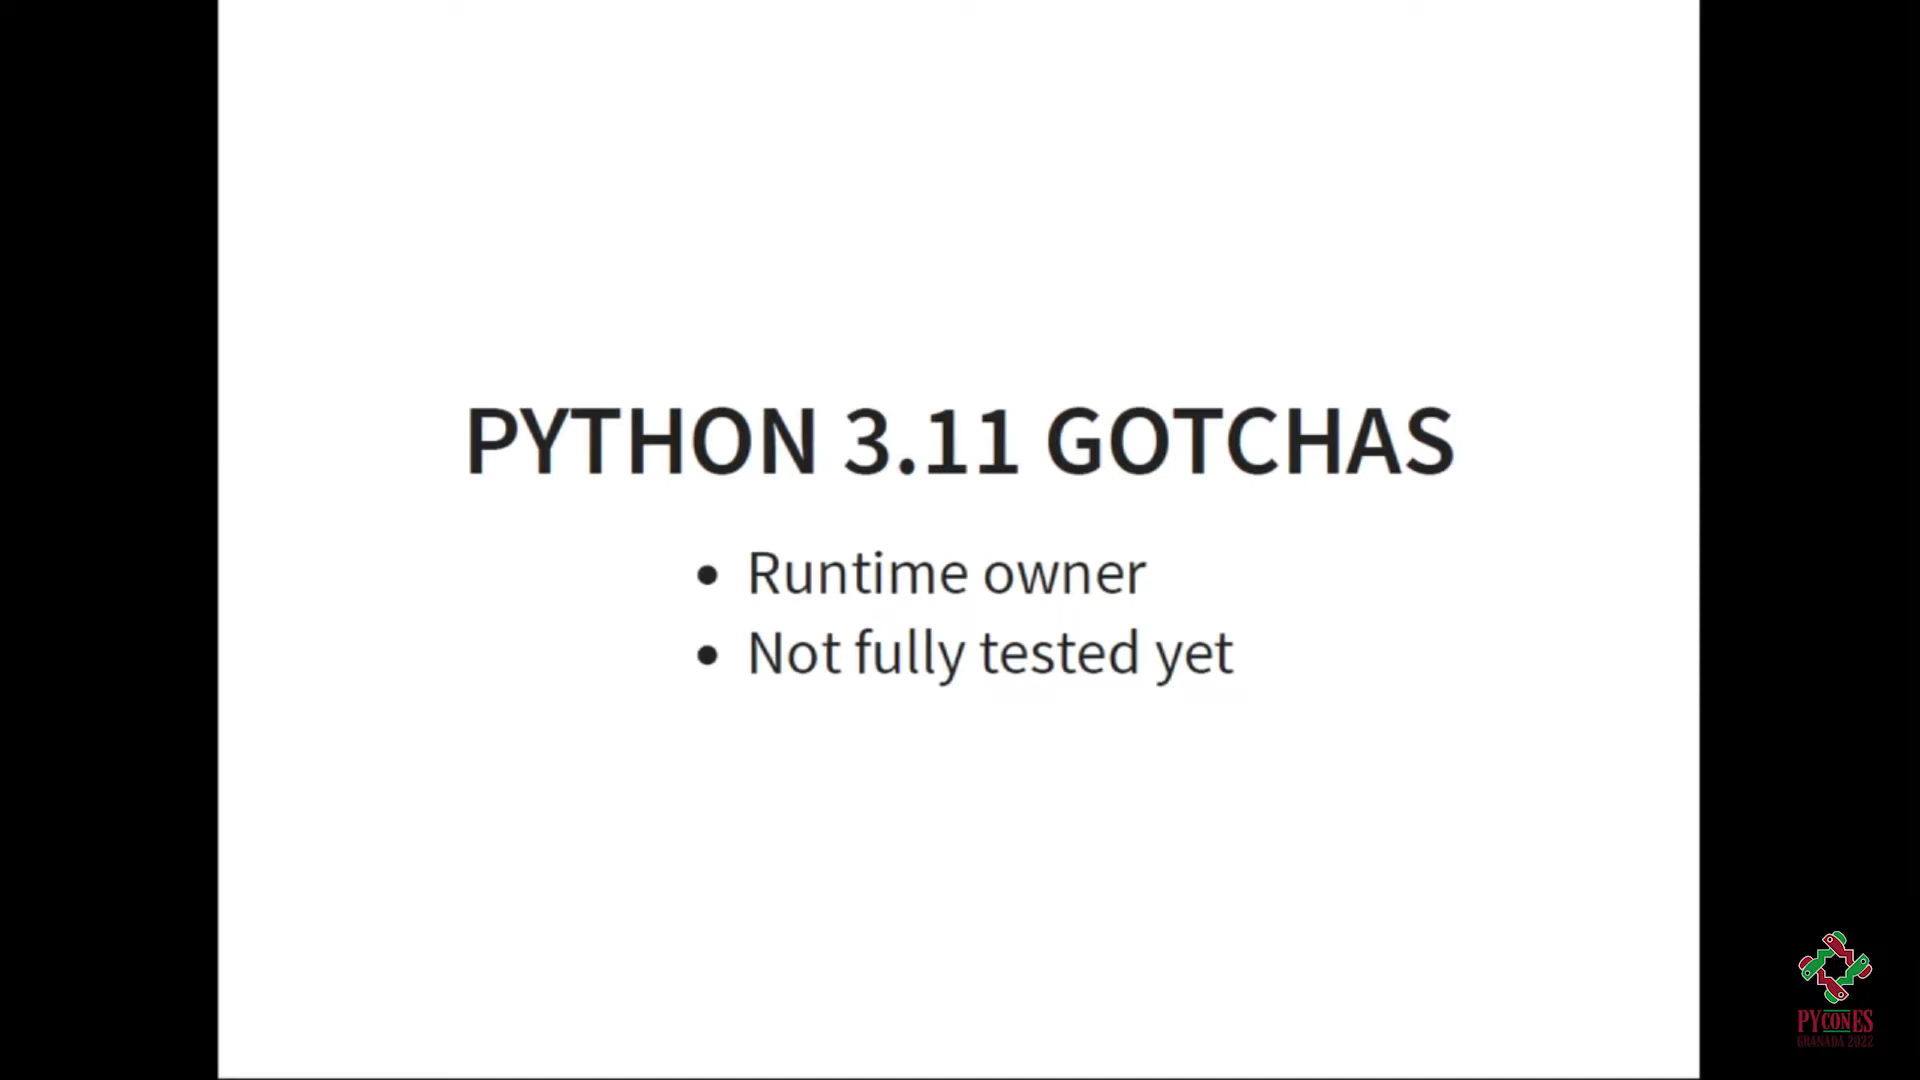 PYTHON 3.11 GOTCHAS
• Runtime owner
• Not fully tested yet
PYCONES
GRANADA 2022